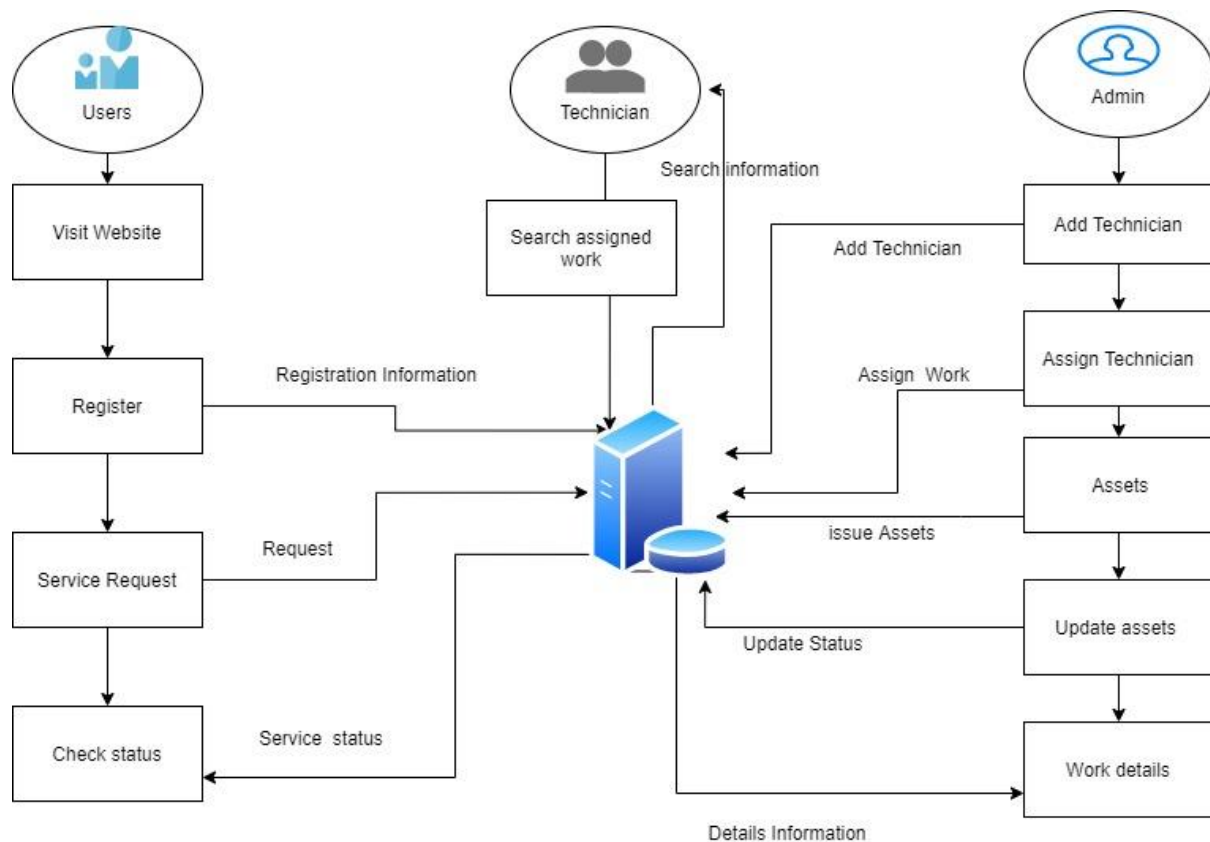 Users
Technician
Admin
Search information
Visit Website
Search assigned
work
Add Technician
Add Technician
Registration Information
Assign Work
Assign Technician
Register
Assets
issue Assets
Request
Service Request
Update assets
Update Status
Service status
Check status
Work details
Details Information